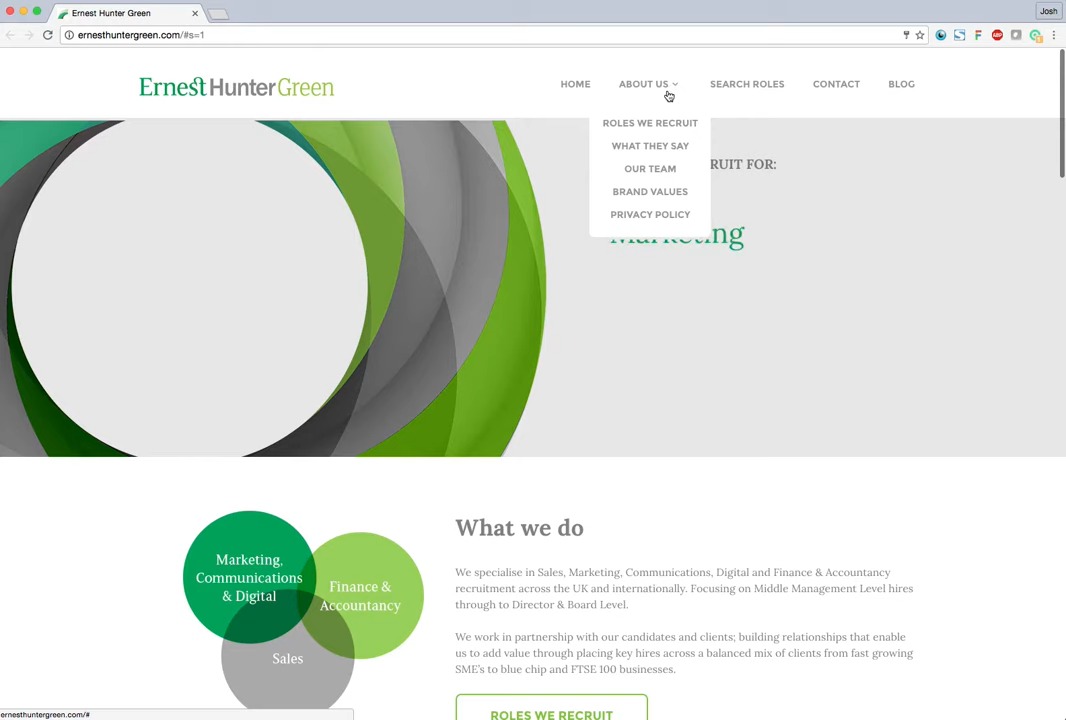 Ernest Hunter Green
Josh
ernesthuntergreen.com/#s=1
ErnestHunterGreen
HOME
ABOUT US
SEARCH ROLES
CONTACT
BLOG
ROLES WE RECRUIT
WHAT THEY SAY
OUR TEAM
BRAND VALUES
PRIVACY POLICY
RUIT FOR:
Marketing
Marketing,
Communications
& Digital
Finance &
Accountancy
Sales
What we do
We specialise in Sales, Marketing, Communications, Digital and Finance & Accountancy
recruitment across the UK and internationally. Focusing on Middle Management Level hires
through to Director & Board Level.
We work in partnership with our candidates and clients; building relationships that enable
us to add value through placing key hires across a balanced mix of clients from fast growing
SME's to blue chip and FTSE 100 businesses.
ROLES WE RECRUIT
ernesthuntergreen.com/#